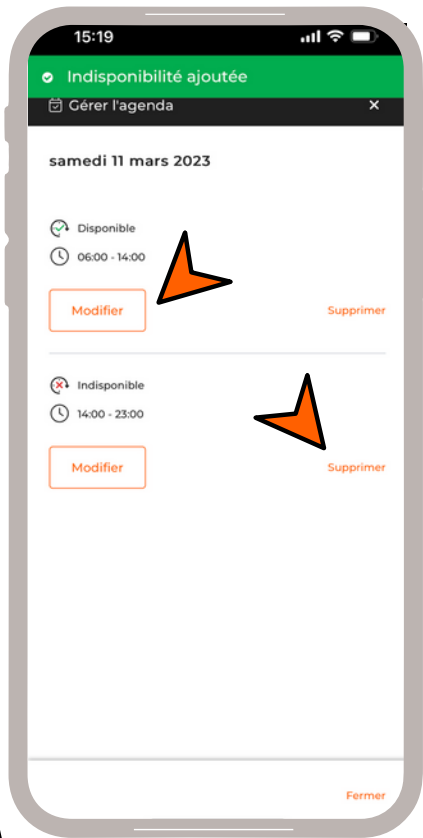 15:19
Indisponibilité ajoutée
Gérer l'agenda
samedi 11 mars 2023
Disponible
06:00 - 14:00
Modifier
Supprimer
Indisponible
14:00 - 23:00
Modifier
Supprimer
Fermer